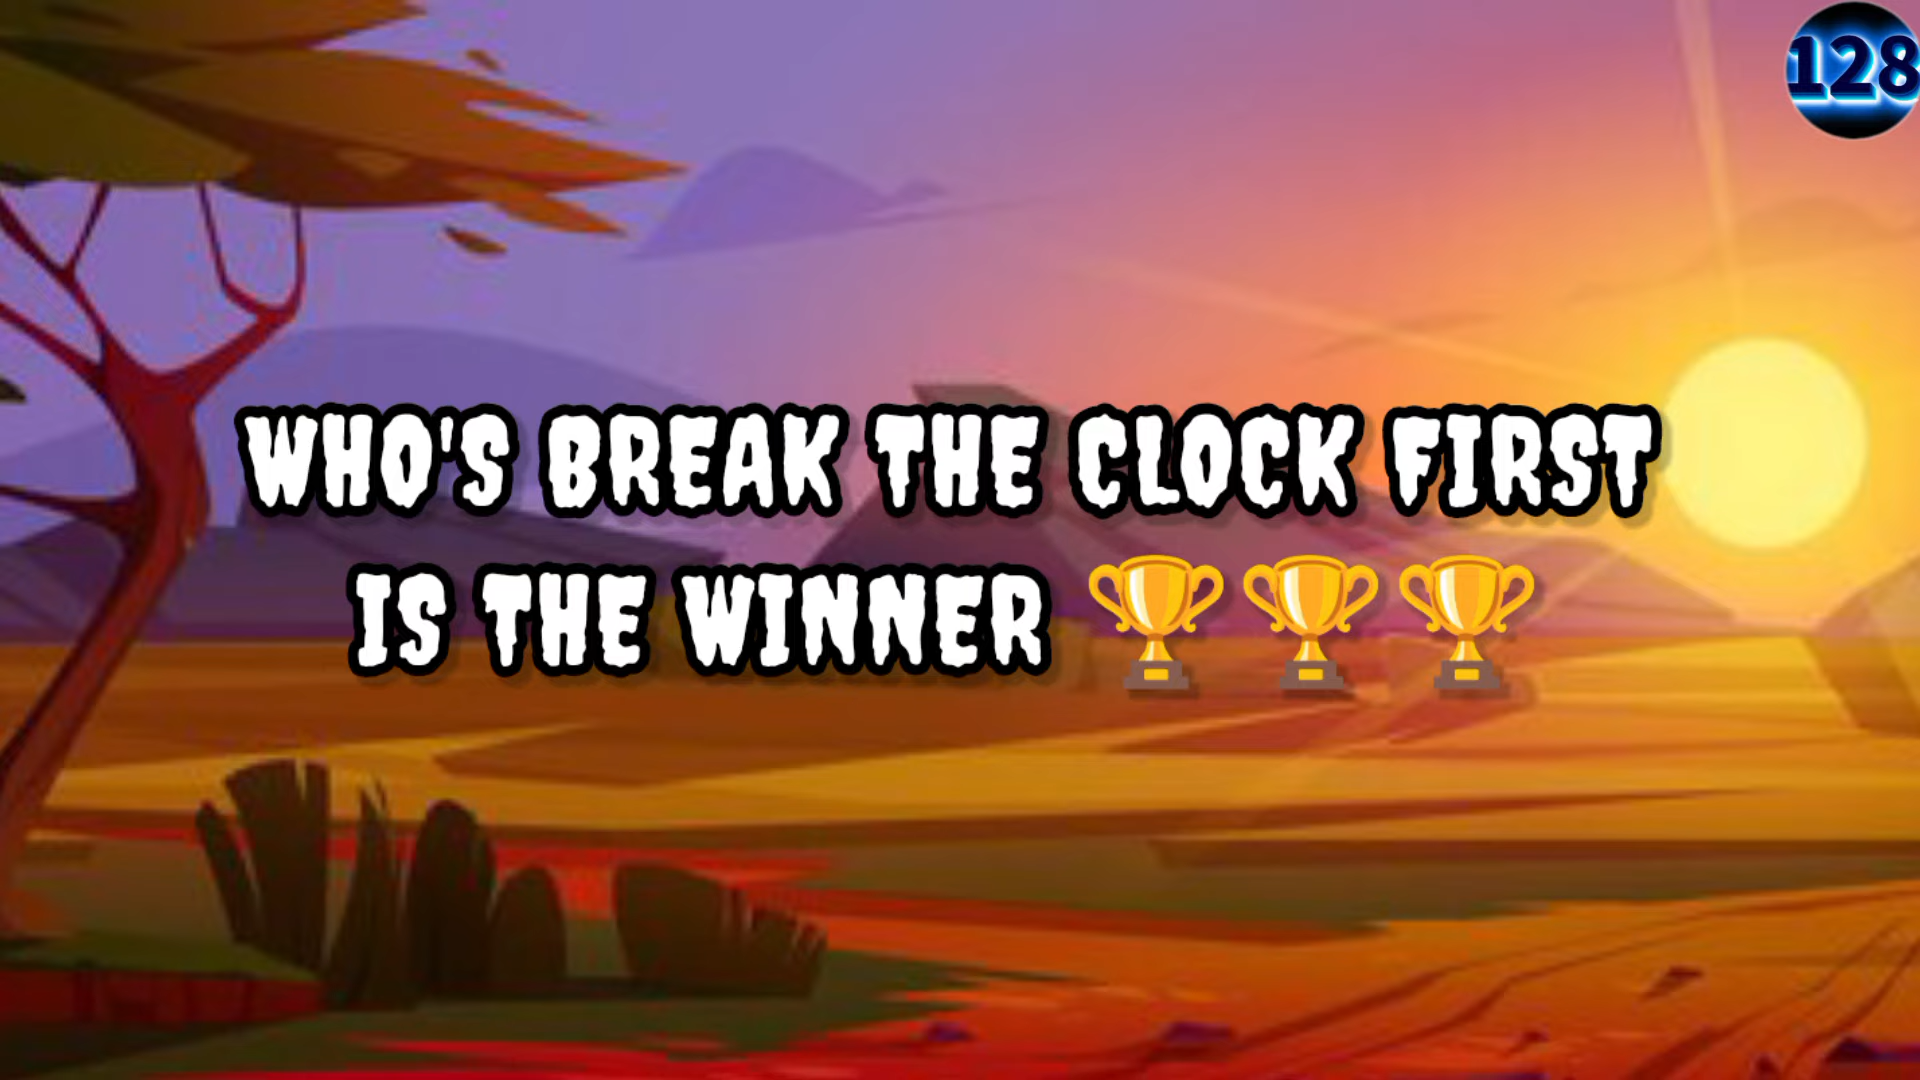 128
WHO'S BREAK THE CLOCK FIRST
IS THE WINNER 🏆🏆🏆